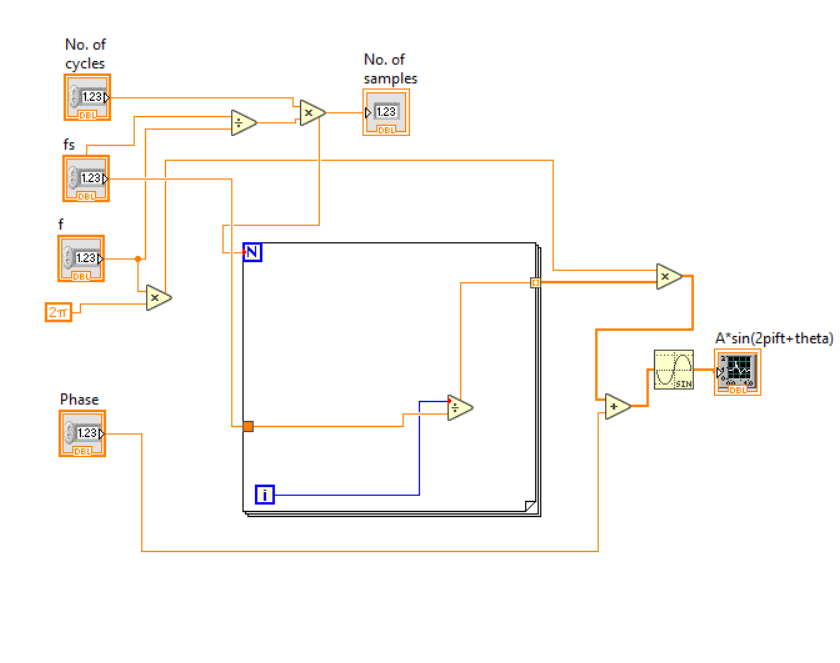 No. of
cycles
1.23
DBL
No. of
samples
1.23
DBL
÷
×
fs
1.23
DBL
f
1.23
DBL
2π
×
N
×
A*sin(2pift+theta)
SIN
DBL
Phase
1.23
DBL
÷
+
i